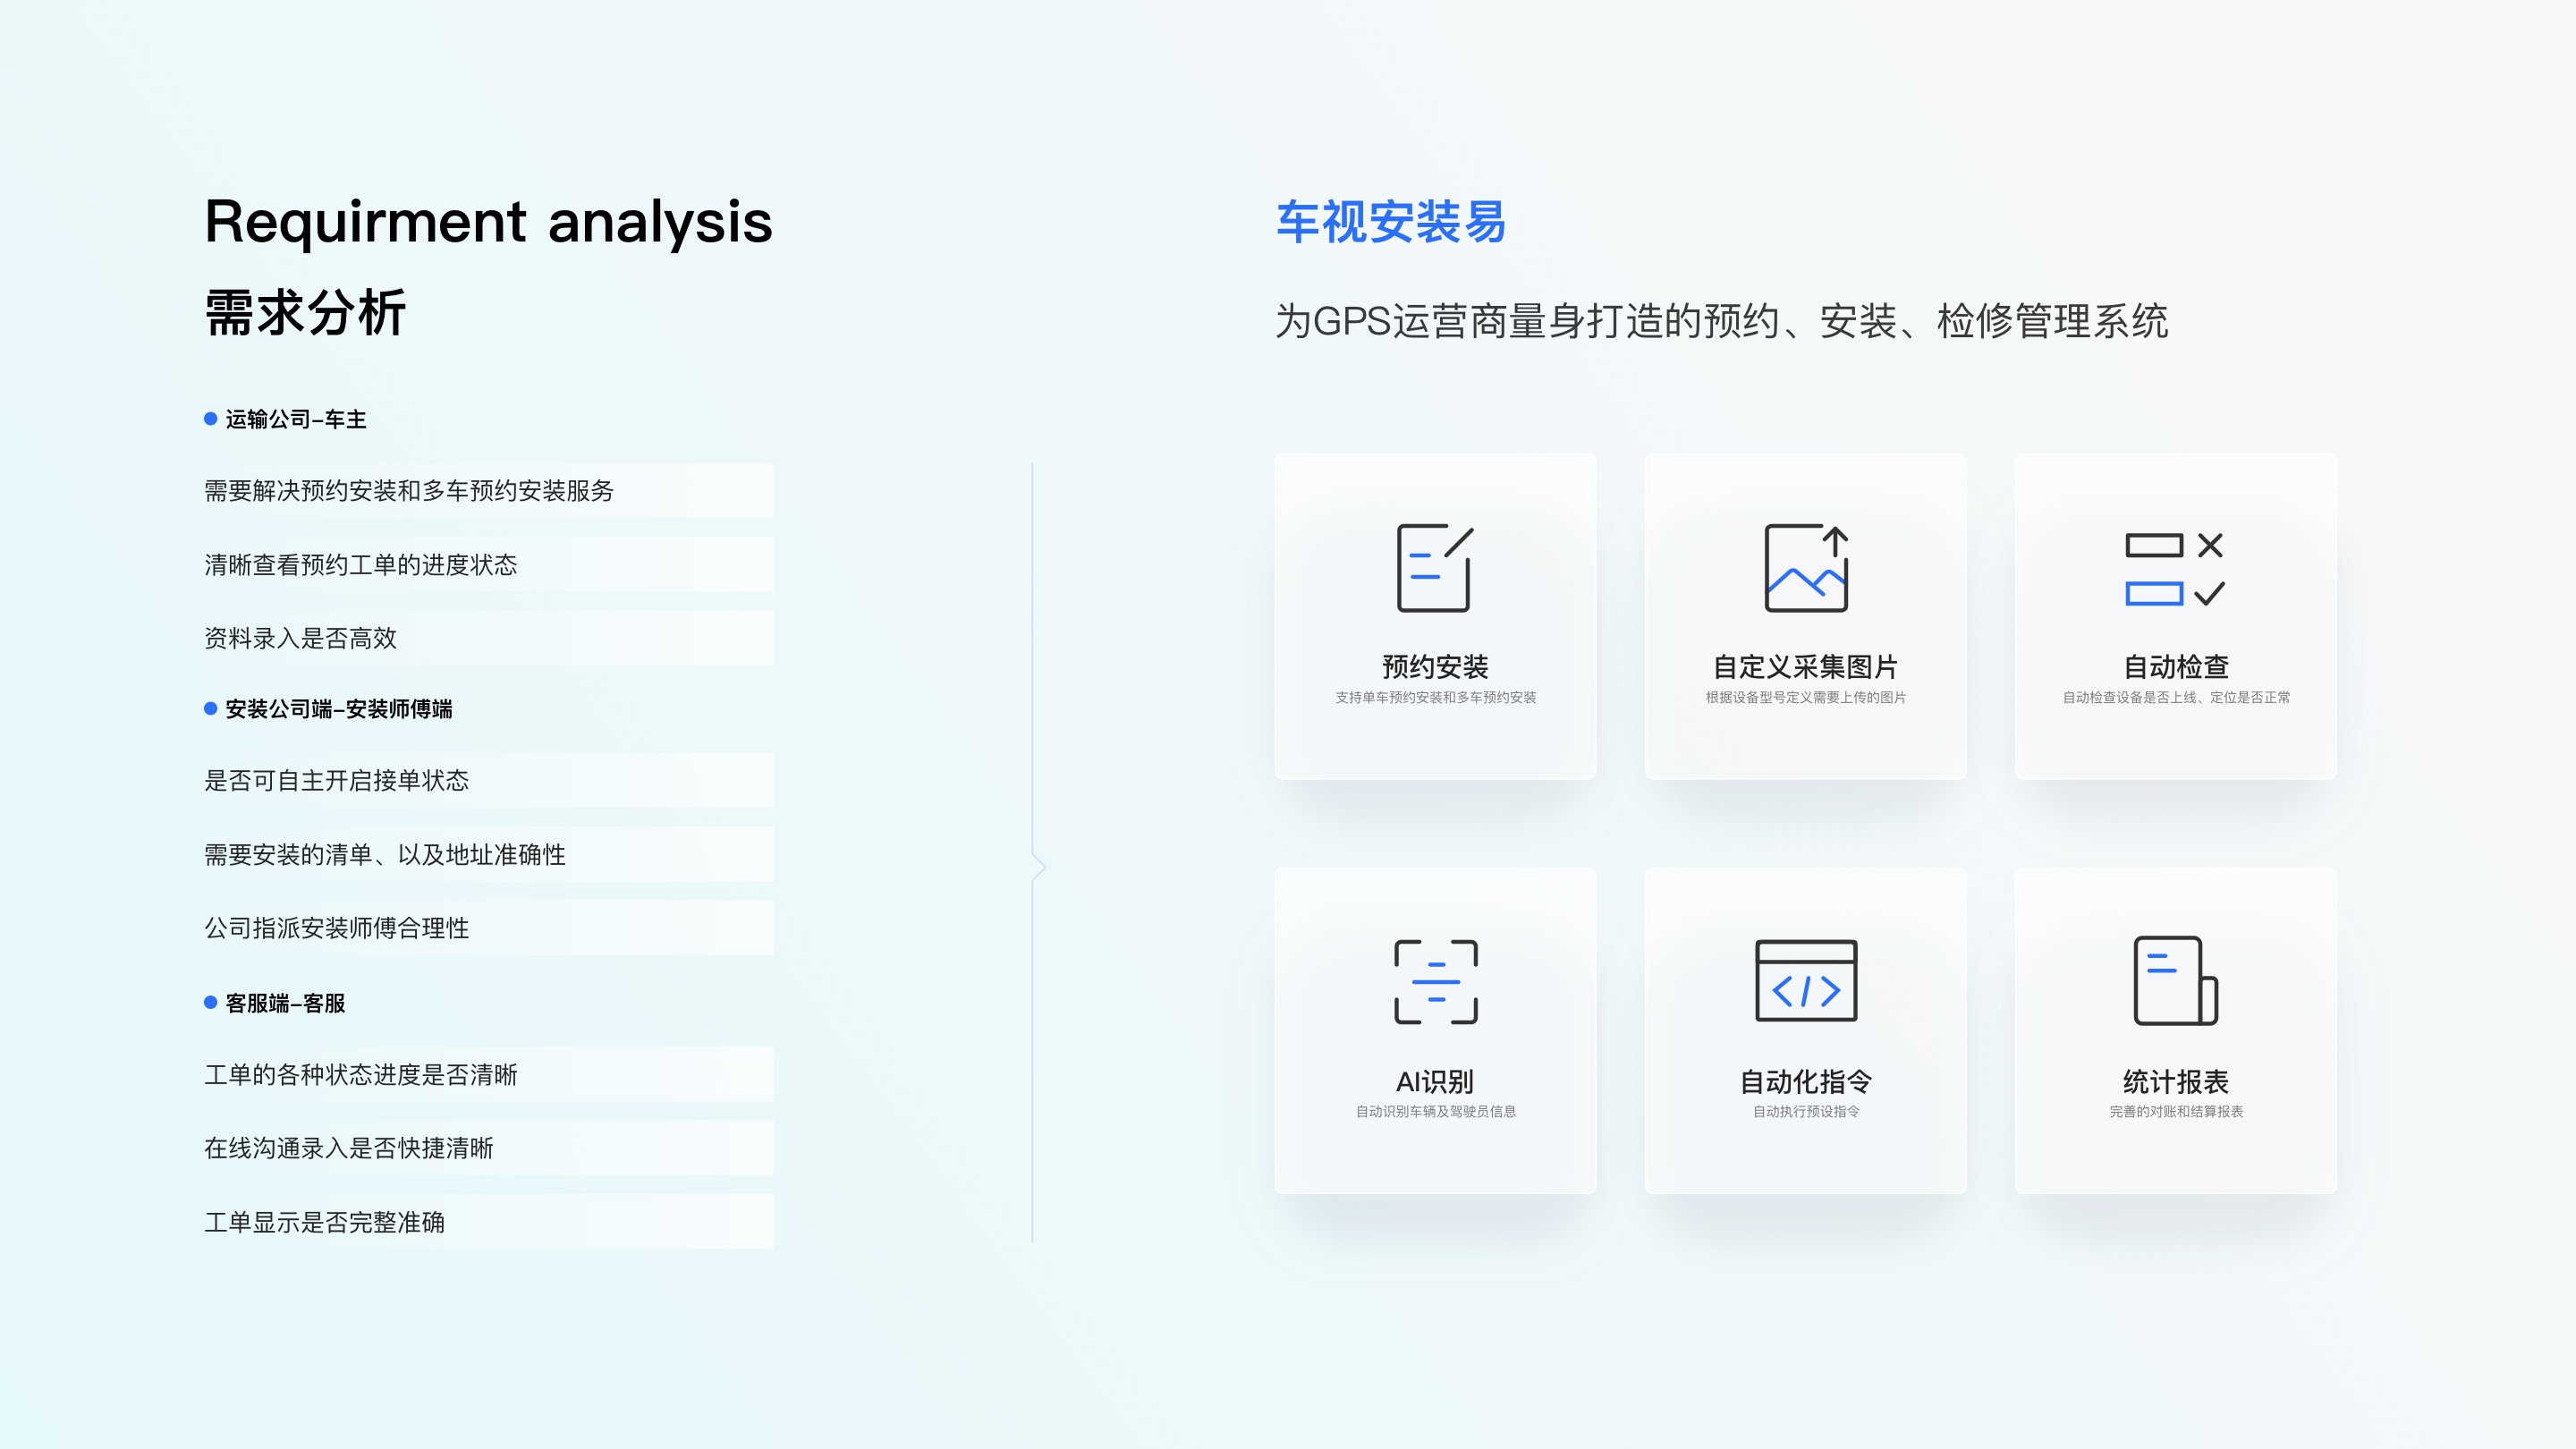 Requirment analysis
需求分析
运输公司–车主
需要解决预约安装和多车预约安装服务
清晰查看预约工单的进度状态
资料录入是否高效
安装公司端–安装师傅端
是否可自主开启接单状态
需要安装的清单、以及地址准确性
公司指派安装师傅合理性
客服端–客服
工单的各种状态进度是否清晰
在线沟通录入是否快捷清晰
工单显示是否完整准确
车视安装易
为GPS运营商量身打造的预约、安装、检修管理系统
预约安装
支持单车预约安装和多车预约安装
自定义采集图片
根据设备型号定义需要上传的图片
自动检查
自动检查设备是否上线、定位是否正常
AI识别
自动识别车辆及驾驶员信息
自动化指令
自动执行预设指令
统计报表
完善的对账和结算报表